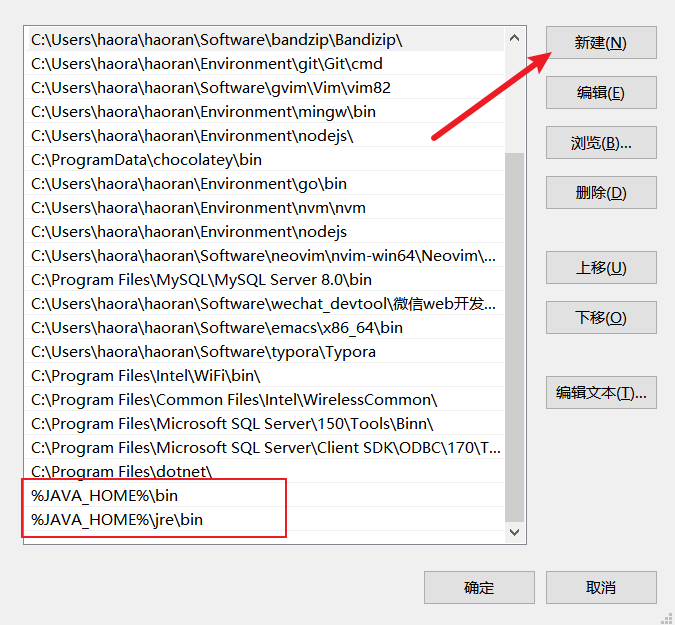 C:\Users\haora\haoran\Software\bandzip\Bandizip\
C:\Users\haora\haoran\Environment\git\Git\cmd
C:\Users\haora\haoran\Software\gvim\Vim\vim82
C:\Users\haora\haoran\Environment\mingw\bin
C:\Users\haora\haoran\Environment\nodejs\
C:\ProgramData\chocolatey\bin
C:\Users\haora\haoran\Environment\go\bin
C:\Users\haora\haoran\Environment\nvm\nvm
C:\Users\haora\haoran\Environment\nodejs
C:\Users\haora\haoran\Software\neovim\nvim-win64\Neovim\...
C:\Program Files\MySQL\MySQL Server 8.0\bin
C:\Users\haora\haoran\Software\wechat_devtool\微信web开发...
C:\Users\haora\haoran\Software\emacs\x86_64\bin
C:\Users\haora\haoran\Software\typora\Typora
C:\Program Files\Intel\WiFi\bin\
C:\Program Files\Common Files\Intel\WirelessCommon\
C:\Program Files\Microsoft SQL Server\150\Tools\Binn\
C:\Program Files\Microsoft SQL Server\Client SDK\ODBC\170\T...
C:\Program Files\dotnet\
%JAVA_HOME%\bin
%JAVA_HOME%\jre\bin
新建(N)
编辑(E)
浏览(B)...
删除(D)
上移(U)
下移(O)
编辑文本(T)...
确定
取消